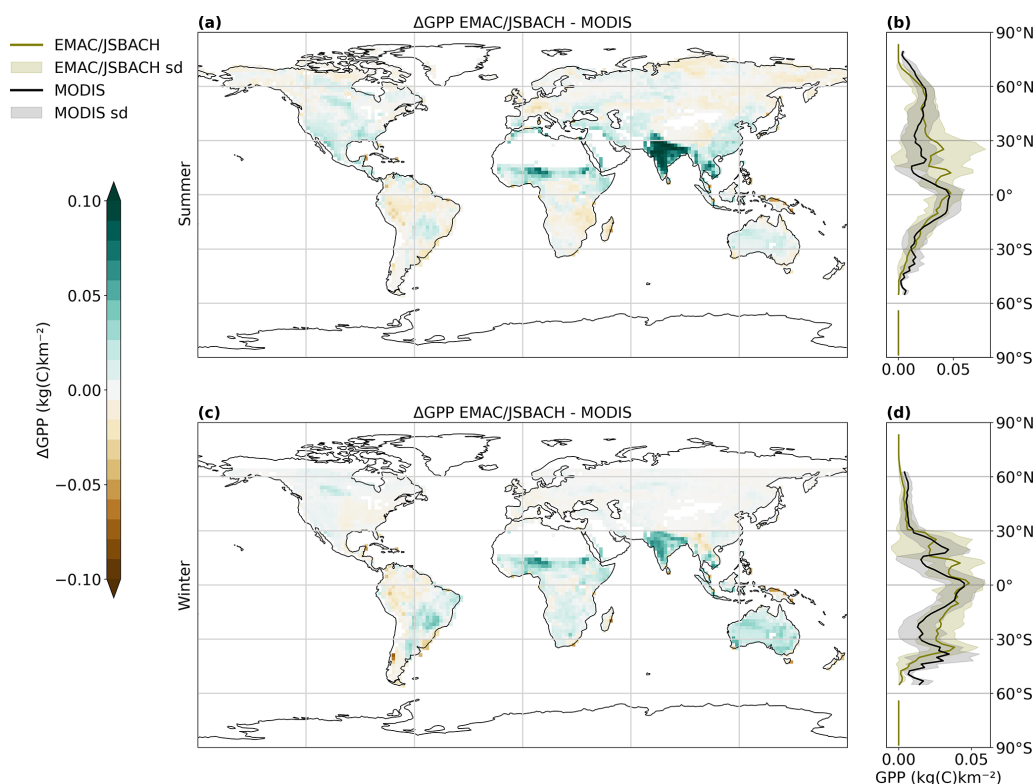 (a)
ΔGPP EMAC/JSBACH - MODIS
(b)
EMAC/JSBACH
EMAC/JSBACH sd
MODIS
MODIS sd
Summer
90°N
60°N
30°N
0°
30°S
60°S
90°S
0.00
0.05
0.10
0.05
0.00
−0.05
−0.10
ΔGPP (kg(C)km⁻²)
(c)
ΔGPP EMAC/JSBACH - MODIS
(d)
Winter
90°N
60°N
30°N
0°
30°S
60°S
90°S
0.00
0.05
GPP (kg(C)km⁻²)